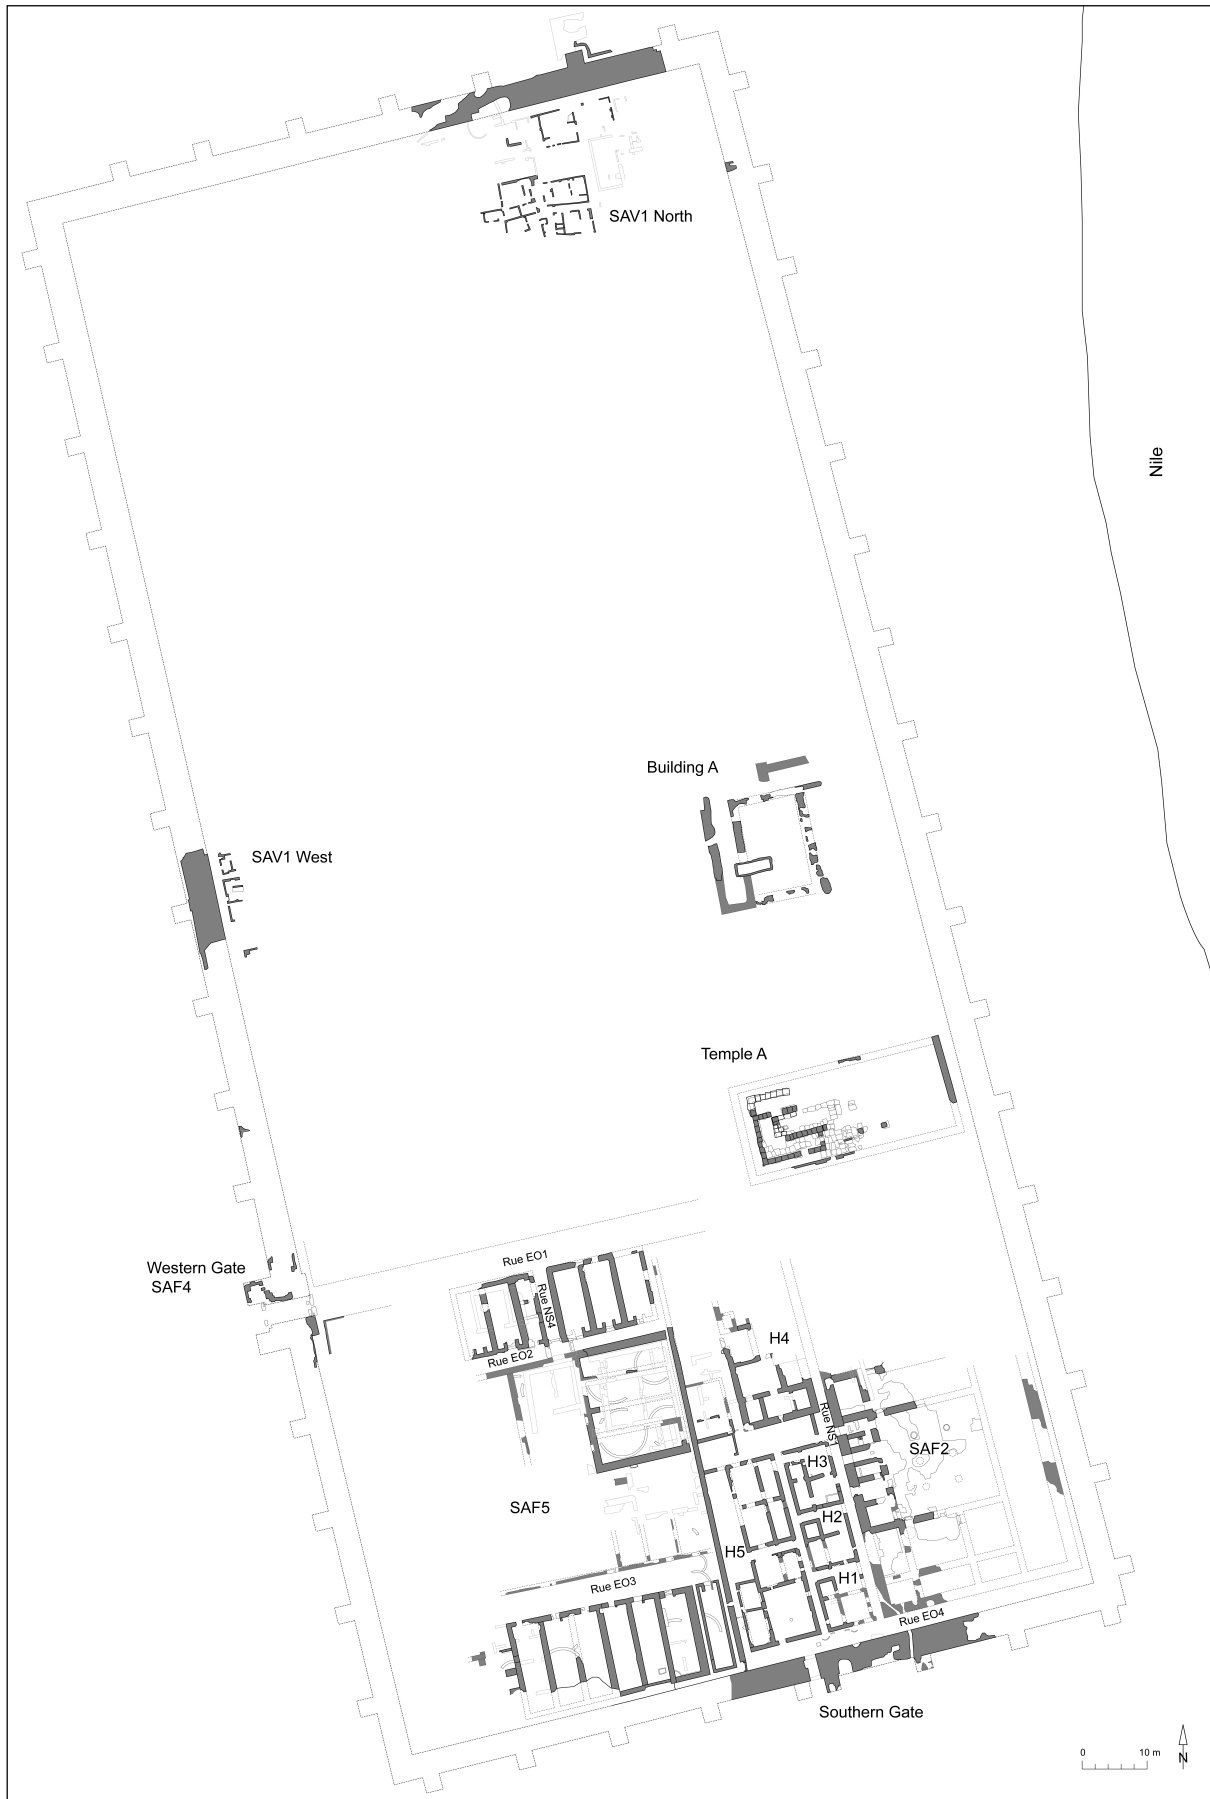 SAV1 North
Nile
Building A
SAV1 West
Temple A
Western Gate
SAF4
Rue EO1
Rue NS4
Rue EO2
H4
Rue NS1
SAF2
H3
SAF5
H2
H5
H1
Rue EO3
Rue EO4
Southern Gate
0 10 m
N